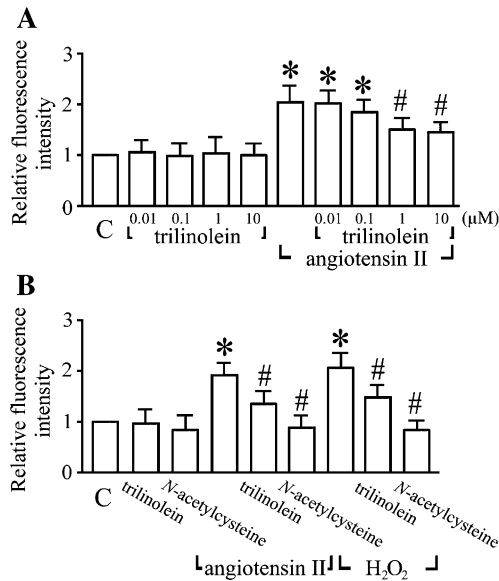 A
Relative fluorescence
intensity
3
2
1
0
* * * # #
C 0.01 0.1 1 10 0.01 0.1 1 10 (μM)
trilinolein trilinolein
angiotensin II
B
Relative fluorescence
intensity
3
2
1
0
* # # * # #
C
trilinolein
N-acetylcysteine
trilinolein
N-acetylcysteine
trilinolein
N-acetylcysteine
angiotensin II H₂O₂